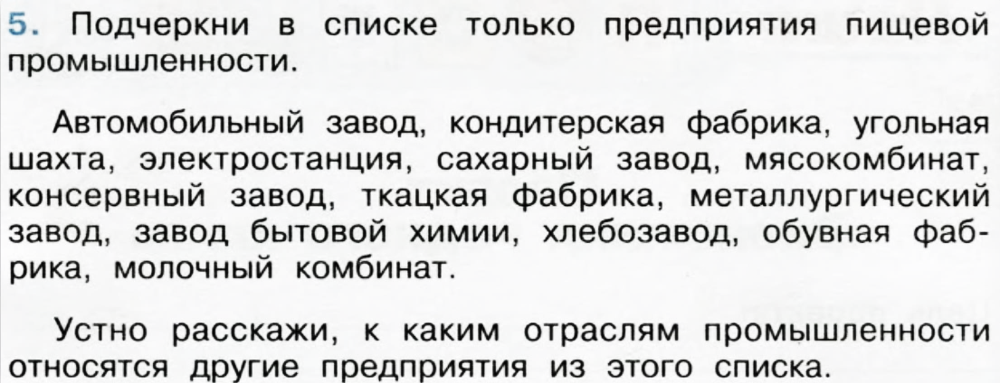 5. Подчеркни в списке только предприятия пищевой
промышленности.
Автомобильный завод, кондитерская фабрика, угольная
шахта, электростанция, сахарный завод, мясокомбинат,
консервный завод, ткацкая фабрика, металлургический
завод, завод бытовой химии, хлебозавод, обувная фаб-
рика, молочный комбинат.
Устно расскажи, к каким отраслям промышленности
относятся другие предприятия из этого списка.